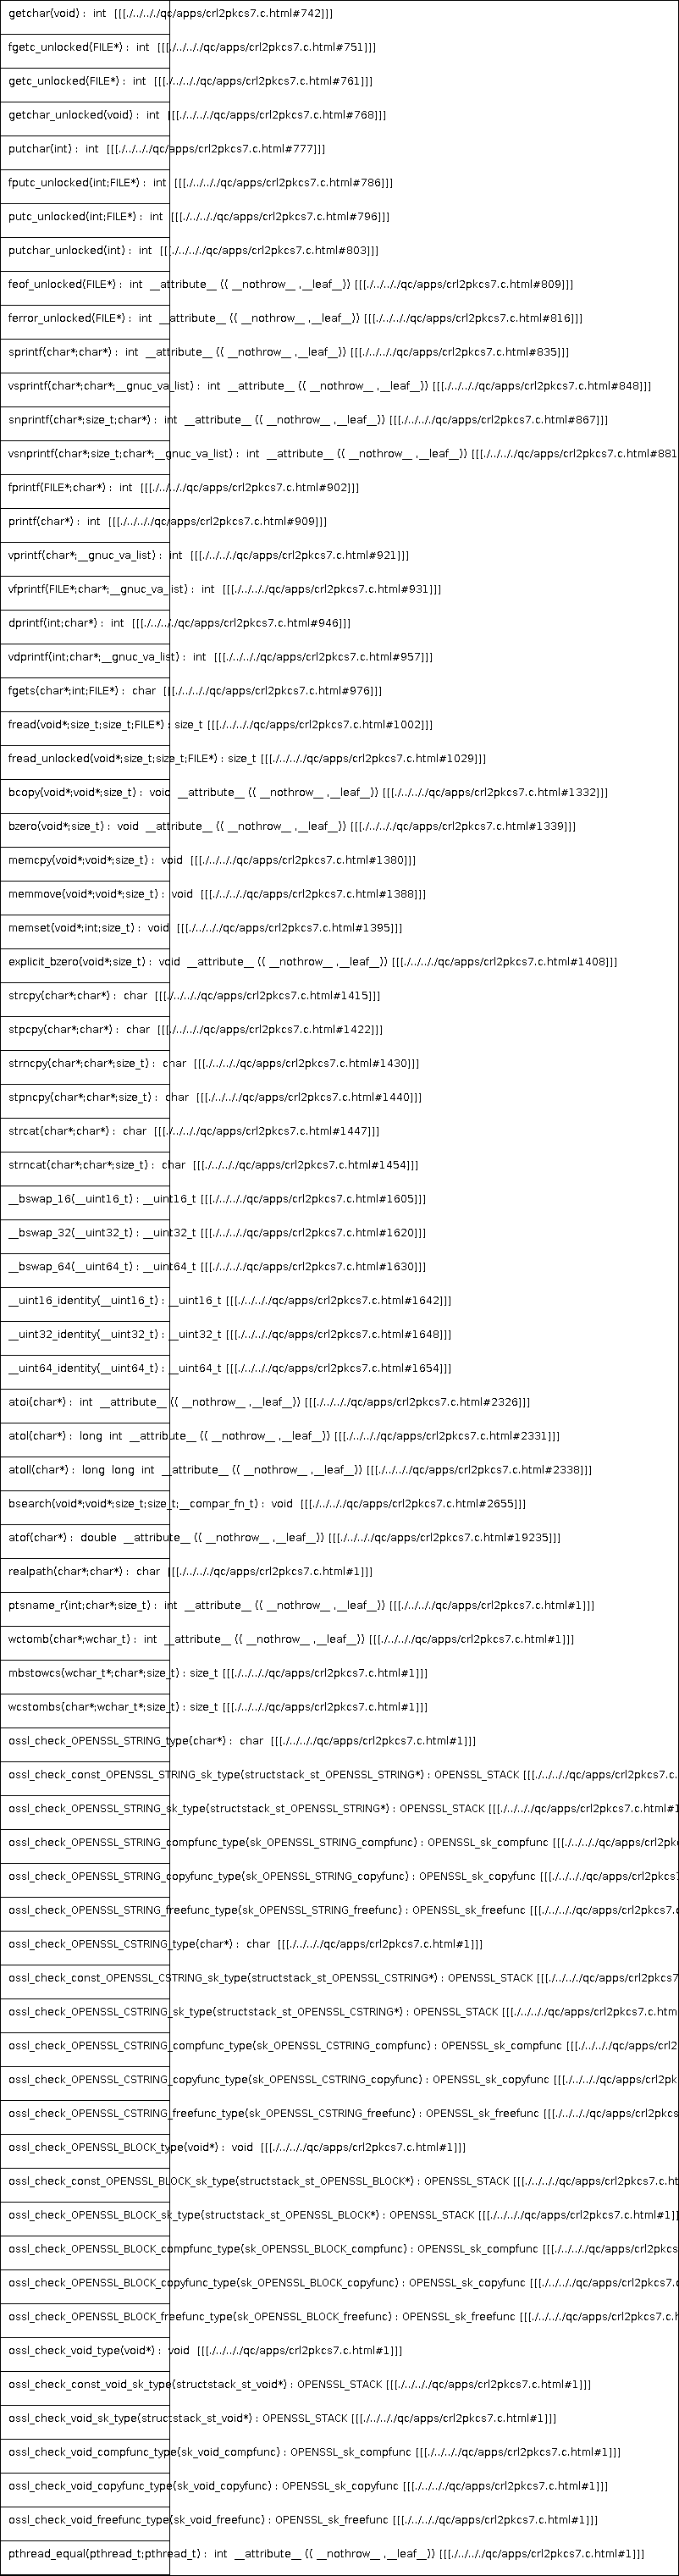 getchar(void) :  int  [[[./../../../qc/apps/crl2pkcs7.c.html#742]]]
fgetc_unlocked(FILE*) :  int  [[[./../../../qc/apps/crl2pkcs7.c.html#751]]]
getc_unlocked(FILE*) :  int  [[[./../../../qc/apps/crl2pkcs7.c.html#761]]]
getchar_unlocked(void) :  int  [[[./../../../qc/apps/crl2pkcs7.c.html#768]]]
putchar(int) :  int  [[[./../../../qc/apps/crl2pkcs7.c.html#777]]]
fputc_unlocked(int;FILE*) :  int  [[[./../../../qc/apps/crl2pkcs7.c.html#786]]]
putc_unlocked(int;FILE*) :  int  [[[./../../../qc/apps/crl2pkcs7.c.html#796]]]
putchar_unlocked(int) :  int  [[[./../../../qc/apps/crl2pkcs7.c.html#803]]]
feof_unlocked(FILE*) :  int  __attribute__ (( __nothrow__ ,__leaf__)) [[[./../../../qc/apps/crl2pkcs7.c.html#809]]]
ferror_unlocked(FILE*) :  int  __attribute__ (( __nothrow__ ,__leaf__)) [[[./../../../qc/apps/crl2pkcs7.c.html#816]]]
sprintf(char*;char*) :  int  __attribute__ (( __nothrow__ ,__leaf__)) [[[./../../../qc/apps/crl2pkcs7.c.html#835]]]
vsprintf(char*;char*;__gnuc_va_list) :  int  __attribute__ (( __nothrow__ ,__leaf__)) [[[./../../../qc/apps/crl2pkcs7.c.html#848]]]
snprintf(char*;size_t;char*) :  int  __attribute__ (( __nothrow__ ,__leaf__)) [[[./../../../qc/apps/crl2pkcs7.c.html#867]]]
vsnprintf(char*;size_t;char*;__gnuc_va_list) :  int  __attribute__ (( __nothrow__ ,__leaf__)) [[[./../../../qc/apps/crl2pkcs7.c.html#881
fprintf(FILE*;char*) :  int  [[[./../../../qc/apps/crl2pkcs7.c.html#902]]]
printf(char*) :  int  [[[./../../../qc/apps/crl2pkcs7.c.html#909]]]
vprintf(char*;__gnuc_va_list) :  int  [[[./../../../qc/apps/crl2pkcs7.c.html#921]]]
vfprintf(FILE*;char*;__gnuc_va_list) :  int  [[[./../../../qc/apps/crl2pkcs7.c.html#931]]]
dprintf(int;char*) :  int  [[[./../../../qc/apps/crl2pkcs7.c.html#946]]]
vdprintf(int;char*;__gnuc_va_list) :  int  [[[./../../../qc/apps/crl2pkcs7.c.html#957]]]
fgets(char*;int;FILE*) :  char  [[[./../../../qc/apps/crl2pkcs7.c.html#976]]]
fread(void*;size_t;size_t;FILE*) : size_t [[[./../../../qc/apps/crl2pkcs7.c.html#1002]]]
fread_unlocked(void*;size_t;size_t;FILE*) : size_t [[[./../../../qc/apps/crl2pkcs7.c.html#1029]]]
bcopy(void*;void*;size_t) :  void  __attribute__ (( __nothrow__ ,__leaf__)) [[[./../../../qc/apps/crl2pkcs7.c.html#1332]]]
bzero(void*;size_t) :  void  __attribute__ (( __nothrow__ ,__leaf__)) [[[./../../../qc/apps/crl2pkcs7.c.html#1339]]]
memcpy(void*;void*;size_t) :  void  [[[./../../../qc/apps/crl2pkcs7.c.html#1380]]]
memmove(void*;void*;size_t) :  void  [[[./../../../qc/apps/crl2pkcs7.c.html#1388]]]
memset(void*;int;size_t) :  void  [[[./../../../qc/apps/crl2pkcs7.c.html#1395]]]
explicit_bzero(void*;size_t) :  void  __attribute__ (( __nothrow__ ,__leaf__)) [[[./../../../qc/apps/crl2pkcs7.c.html#1408]]]
strcpy(char*;char*) :  char  [[[./../../../qc/apps/crl2pkcs7.c.html#1415]]]
stpcpy(char*;char*) :  char  [[[./../../../qc/apps/crl2pkcs7.c.html#1422]]]
strncpy(char*;char*;size_t) :  char  [[[./../../../qc/apps/crl2pkcs7.c.html#1430]]]
stpncpy(char*;char*;size_t) :  char  [[[./../../../qc/apps/crl2pkcs7.c.html#1440]]]
strcat(char*;char*) :  char  [[[./../../../qc/apps/crl2pkcs7.c.html#1447]]]
strncat(char*;char*;size_t) :  char  [[[./../../../qc/apps/crl2pkcs7.c.html#1454]]]
__bswap_16(__uint16_t) : __uint16_t [[[./../../../qc/apps/crl2pkcs7.c.html#1605]]]
__bswap_32(__uint32_t) : __uint32_t [[[./../../../qc/apps/crl2pkcs7.c.html#1620]]]
__bswap_64(__uint64_t) : __uint64_t [[[./../../../qc/apps/crl2pkcs7.c.html#1630]]]
__uint16_identity(__uint16_t) : __uint16_t [[[./../../../qc/apps/crl2pkcs7.c.html#1642]]]
__uint32_identity(__uint32_t) : __uint32_t [[[./../../../qc/apps/crl2pkcs7.c.html#1648]]]
__uint64_identity(__uint64_t) : __uint64_t [[[./../../../qc/apps/crl2pkcs7.c.html#1654]]]
atoi(char*) :  int  __attribute__ (( __nothrow__ ,__leaf__)) [[[./../../../qc/apps/crl2pkcs7.c.html#2326]]]
atol(char*) :  long  int  __attribute__ (( __nothrow__ ,__leaf__)) [[[./../../../qc/apps/crl2pkcs7.c.html#2331]]]
atoll(char*) :  long  long  int  __attribute__ (( __nothrow__ ,__leaf__)) [[[./../../../qc/apps/crl2pkcs7.c.html#2338]]]
bsearch(void*;void*;size_t;size_t;__compar_fn_t) :  void  [[[./../../../qc/apps/crl2pkcs7.c.html#2655]]]
atof(char*) :  double  __attribute__ (( __nothrow__ ,__leaf__)) [[[./../../../qc/apps/crl2pkcs7.c.html#19235]]]
realpath(char*;char*) :  char  [[[./../../../qc/apps/crl2pkcs7.c.html#1]]]
ptsname_r(int;char*;size_t) :  int  __attribute__ (( __nothrow__ ,__leaf__)) [[[./../../../qc/apps/crl2pkcs7.c.html#1]]]
wctomb(char*;wchar_t) :  int  __attribute__ (( __nothrow__ ,__leaf__)) [[[./../../../qc/apps/crl2pkcs7.c.html#1]]]
mbstowcs(wchar_t*;char*;size_t) : size_t [[[./../../../qc/apps/crl2pkcs7.c.html#1]]]
wcstombs(char*;wchar_t*;size_t) : size_t [[[./../../../qc/apps/crl2pkcs7.c.html#1]]]
ossl_check_OPENSSL_STRING_type(char*) :  char  [[[./../../../qc/apps/crl2pkcs7.c.html#1]]]
ossl_check_const_OPENSSL_STRING_sk_type(structstack_st_OPENSSL_STRING*) : OPENSSL_STACK [[[./../../../qc/apps/crl2pkcs7.c.
ossl_check_OPENSSL_STRING_sk_type(structstack_st_OPENSSL_STRING*) : OPENSSL_STACK [[[./../../../qc/apps/crl2pkcs7.c.html#1
ossl_check_OPENSSL_STRING_compfunc_type(sk_OPENSSL_STRING_compfunc) : OPENSSL_sk_compfunc [[[./../../../qc/apps/crl2pkc
ossl_check_OPENSSL_STRING_copyfunc_type(sk_OPENSSL_STRING_copyfunc) : OPENSSL_sk_copyfunc [[[./../../../qc/apps/crl2pkcs7
ossl_check_OPENSSL_STRING_freefunc_type(sk_OPENSSL_STRING_freefunc) : OPENSSL_sk_freefunc [[[./../../../qc/apps/crl2pkcs7.c
ossl_check_OPENSSL_CSTRING_type(char*) :  char  [[[./../../../qc/apps/crl2pkcs7.c.html#1]]]
ossl_check_const_OPENSSL_CSTRING_sk_type(structstack_st_OPENSSL_CSTRING*) : OPENSSL_STACK [[[./../../../qc/apps/crl2pkcs7
ossl_check_OPENSSL_CSTRING_sk_type(structstack_st_OPENSSL_CSTRING*) : OPENSSL_STACK [[[./../../../qc/apps/crl2pkcs7.c.htm
ossl_check_OPENSSL_CSTRING_compfunc_type(sk_OPENSSL_CSTRING_compfunc) : OPENSSL_sk_compfunc [[[./../../../qc/apps/crl2
ossl_check_OPENSSL_CSTRING_copyfunc_type(sk_OPENSSL_CSTRING_copyfunc) : OPENSSL_sk_copyfunc [[[./../../../qc/apps/crl2pk
ossl_check_OPENSSL_CSTRING_freefunc_type(sk_OPENSSL_CSTRING_freefunc) : OPENSSL_sk_freefunc [[[./../../../qc/apps/crl2pkcs
ossl_check_OPENSSL_BLOCK_type(void*) :  void  [[[./../../../qc/apps/crl2pkcs7.c.html#1]]]
ossl_check_const_OPENSSL_BLOCK_sk_type(structstack_st_OPENSSL_BLOCK*) : OPENSSL_STACK [[[./../../../qc/apps/crl2pkcs7.c.ht
ossl_check_OPENSSL_BLOCK_sk_type(structstack_st_OPENSSL_BLOCK*) : OPENSSL_STACK [[[./../../../qc/apps/crl2pkcs7.c.html#1]]
ossl_check_OPENSSL_BLOCK_compfunc_type(sk_OPENSSL_BLOCK_compfunc) : OPENSSL_sk_compfunc [[[./../../../qc/apps/crl2pkcs
ossl_check_OPENSSL_BLOCK_copyfunc_type(sk_OPENSSL_BLOCK_copyfunc) : OPENSSL_sk_copyfunc [[[./../../../qc/apps/crl2pkcs7.c
ossl_check_OPENSSL_BLOCK_freefunc_type(sk_OPENSSL_BLOCK_freefunc) : OPENSSL_sk_freefunc [[[./../../../qc/apps/crl2pkcs7.c.h
ossl_check_void_type(void*) :  void  [[[./../../../qc/apps/crl2pkcs7.c.html#1]]]
ossl_check_const_void_sk_type(structstack_st_void*) : OPENSSL_STACK [[[./../../../qc/apps/crl2pkcs7.c.html#1]]]
ossl_check_void_sk_type(structstack_st_void*) : OPENSSL_STACK [[[./../../../qc/apps/crl2pkcs7.c.html#1]]]
ossl_check_void_compfunc_type(sk_void_compfunc) : OPENSSL_sk_compfunc [[[./../../../qc/apps/crl2pkcs7.c.html#1]]]
ossl_check_void_copyfunc_type(sk_void_copyfunc) : OPENSSL_sk_copyfunc [[[./../../../qc/apps/crl2pkcs7.c.html#1]]]
ossl_check_void_freefunc_type(sk_void_freefunc) : OPENSSL_sk_freefunc [[[./../../../qc/apps/crl2pkcs7.c.html#1]]]
pthread_equal(pthread_t;pthread_t) :  int  __attribute__ (( __nothrow__ ,__leaf__)) [[[./../../../qc/apps/crl2pkcs7.c.html#1]]]